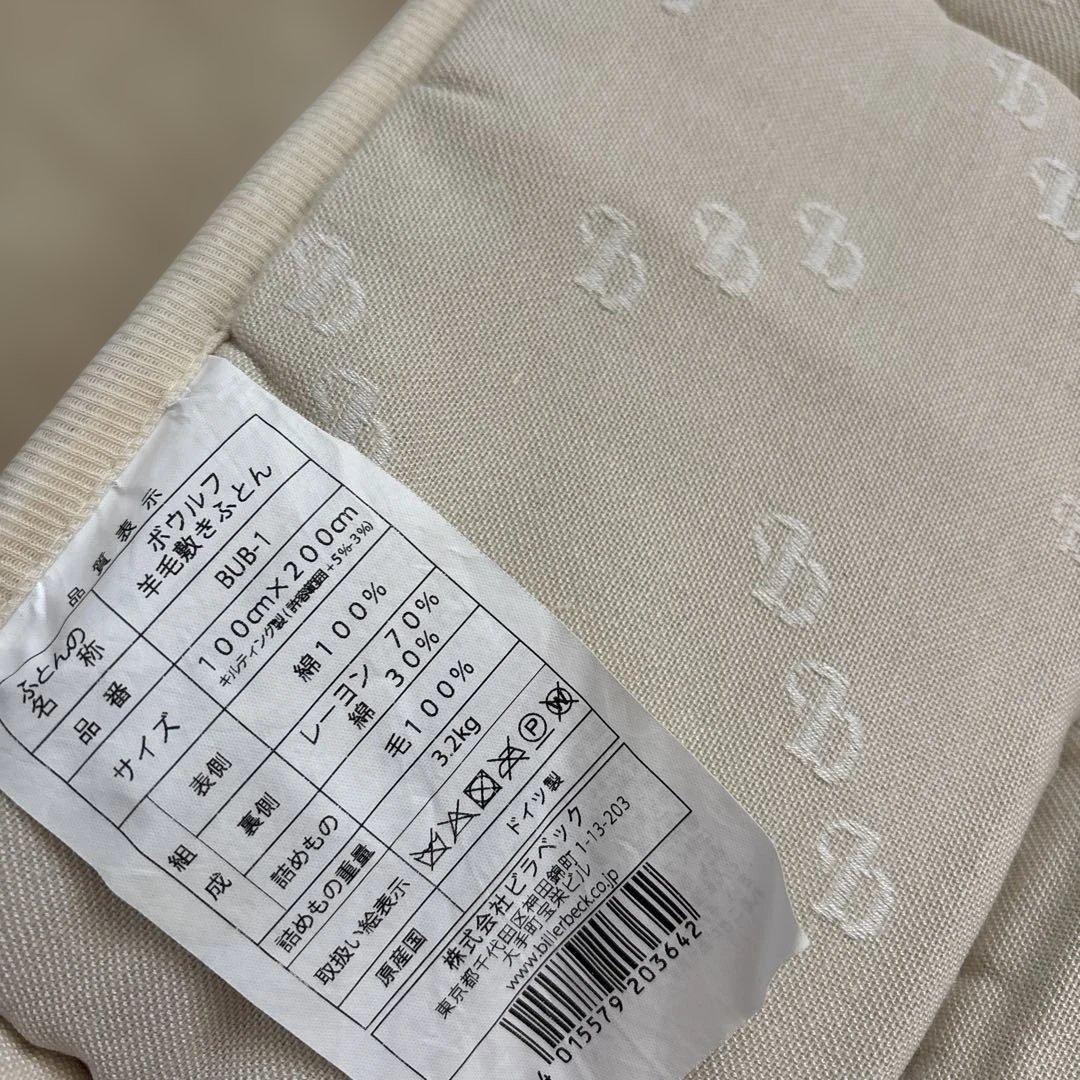 品質表示
ふとんの名称 ボウルフ 羊毛敷きふとん
品番 BUB-1
サイズ 100cm×200cm
キルティング製(許容範囲+5%-3%)
組成 表側 綿100%
裏側 レーヨン 70%
綿 30%
詰めもの 毛100%
詰めもの重量 3.2kg
取扱い絵表示 P W
原産国 ドイツ製
株式会社ビラベック
東京都千代田区神田錦町1-13-203
大手町宝栄ビル
www.billerbeck.co.jp
4 015579 203642